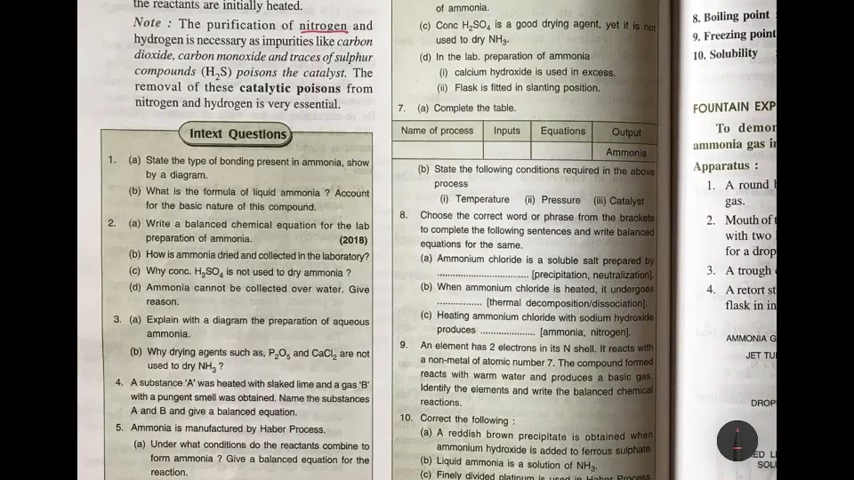 the reactants are initially heated.
Note : The purification of nitrogen and
hydrogen is necessary as impurities like carbon
dioxide, carbon monoxide and traces of sulphur
compounds (H₂S) poisons the catalyst. The
removal of these catalytic poisons from
nitrogen and hydrogen is very essential.
Intext Questions
1. (a) State the type of bonding present in ammonia, show
by a diagram.
(b) What is the formula of liquid ammonia ? Account
for the basic nature of this compound.
2. (a) Write a balanced chemical equation for the lab
preparation of ammonia. (2018)
(b) How is ammonia dried and collected in the laboratory?
(c) Why conc. H₂SO₄ is not used to dry ammonia ?
(d) Ammonia cannot be collected over water. Give
reason.
3. (a) Explain with a diagram the preparation of aqueous
ammonia.
(b) Why drying agents such as, P₂O₅ and CaCl₂ are not
used to dry NH₃ ?
4. A substance ‘A’ was heated with slaked lime and a gas ‘B’
with a pungent smell was obtained. Name the substances
A and B and give a balanced equation.
5. Ammonia is manufactured by Haber Process.
(a) Under what conditions do the reactants combine to
form ammonia ? Give a balanced equation for the
reaction.
of ammonia.
(c) Conc H₂SO₄ is a good drying agent, yet it is not
used to dry NH₃.
(d) In the lab. preparation of ammonia
(i) calcium hydroxide is used in excess.
(ii) Flask is fitted in slanting position.
7. (a) Complete the table.
Name of process Inputs Equations Output
Ammonia
(b) State the following conditions required in the above
process
(i) Temperature (ii) Pressure (iii) Catalyst
8. Choose the correct word or phrase from the brackets
to complete the following sentences and write balanced
equations for the same.
(a) Ammonium chloride is a soluble salt prepared by
.............................. [precipitation, neutralization].
(b) When ammonium chloride is heated, it undergoes
.............. [thermal decomposition/dissociation].
(c) Heating ammonium chloride with sodium hydroxide
produces .................. [ammonia, nitrogen].
9. An element has 2 electrons in its N shell. It reacts with
a non-metal of atomic number 7. The compound formed
reacts with warm water and produces a basic gas.
Identify the elements and write the balanced chemical
reactions.
10. Correct the following :
(a) A reddish brown precipitate is obtained when
ammonium hydroxide is added to ferrous sulphate.
(b) Liquid ammonia is a solution of NH₃.
(c) Finely divided platinum is used in Haber Process.
8. Boiling point
9. Freezing point
10. Solubility
FOUNTAIN EXP
To demon
ammonia gas in
Apparatus :
1. A round
gas.
2. Mouth of
with two
for a drop
3. A trough
4. A retort st
flask in in
AMMONIA G
JET TU
DROP
ED L
SOL